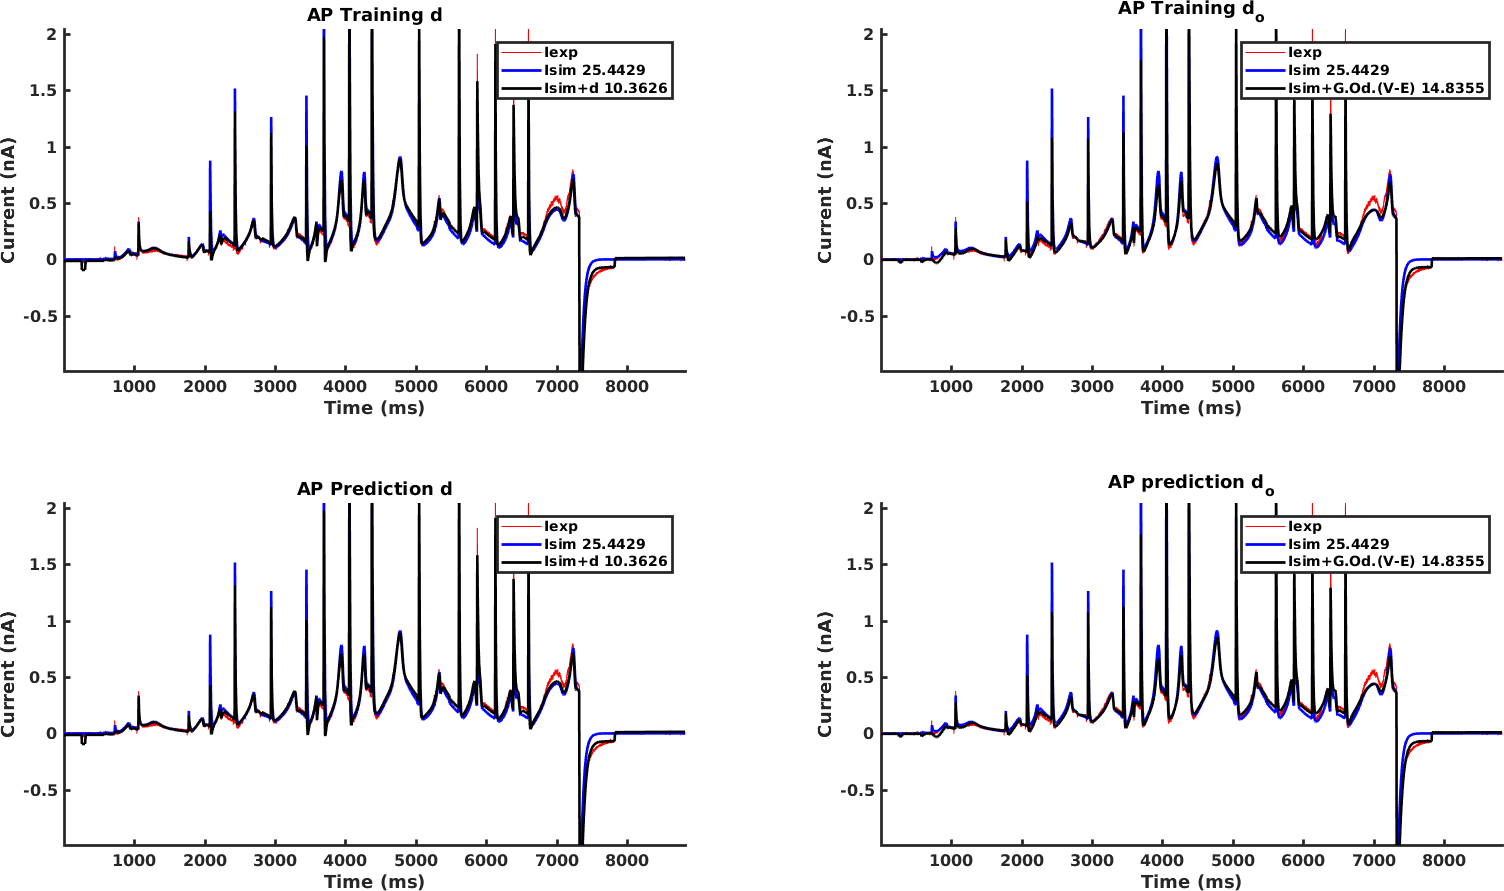 AP Training d
2
1.5
1
0.5
0
-0.5
Current (nA)
Iexp
Isim 25.4429
Isim+d 10.3626
1000 2000 3000 4000 5000 6000 7000 8000
Time (ms)
AP Training do
2
1.5
1
0.5
0
-0.5
Current (nA)
Iexp
Isim 25.4429
Isim+G.Od.(V-E) 14.8355
1000 2000 3000 4000 5000 6000 7000 8000
Time (ms)
AP Prediction d
2
1.5
1
0.5
0
-0.5
Current (nA)
Iexp
Isim 25.4429
Isim+d 10.3626
1000 2000 3000 4000 5000 6000 7000 8000
Time (ms)
AP prediction do
2
1.5
1
0.5
0
-0.5
Current (nA)
Iexp
Isim 25.4429
Isim+G.Od.(V-E) 14.8355
1000 2000 3000 4000 5000 6000 7000 8000
Time (ms)